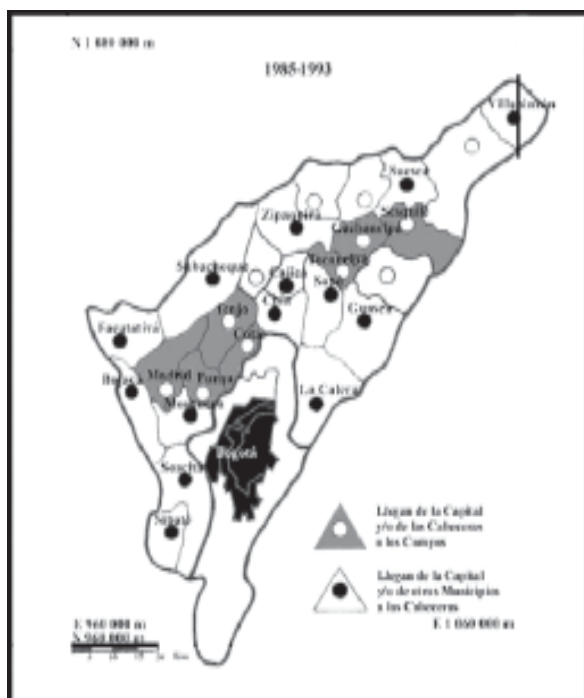 N 1 080 000 m
1985-1993
Villapinzón
Suesca
Sesquilé
Zipaquirá
Gachancipá
Tocancipá
Subachoque
Cajicá
Sopó
Chía
Guasca
Tenjo
Cota
Facatativá
Madrid
Funza
Bojacá
Mosquera
La Calera
Bogotá
Soacha
Sibaté
Llegan de la Capital
y/o de las Cabeceras
a los Campos
Llegan de la Capital
y/o de otros Municipios
a las Cabeceras
E 960 000 m
N 960 000 m
E 1 060 000 m
Km